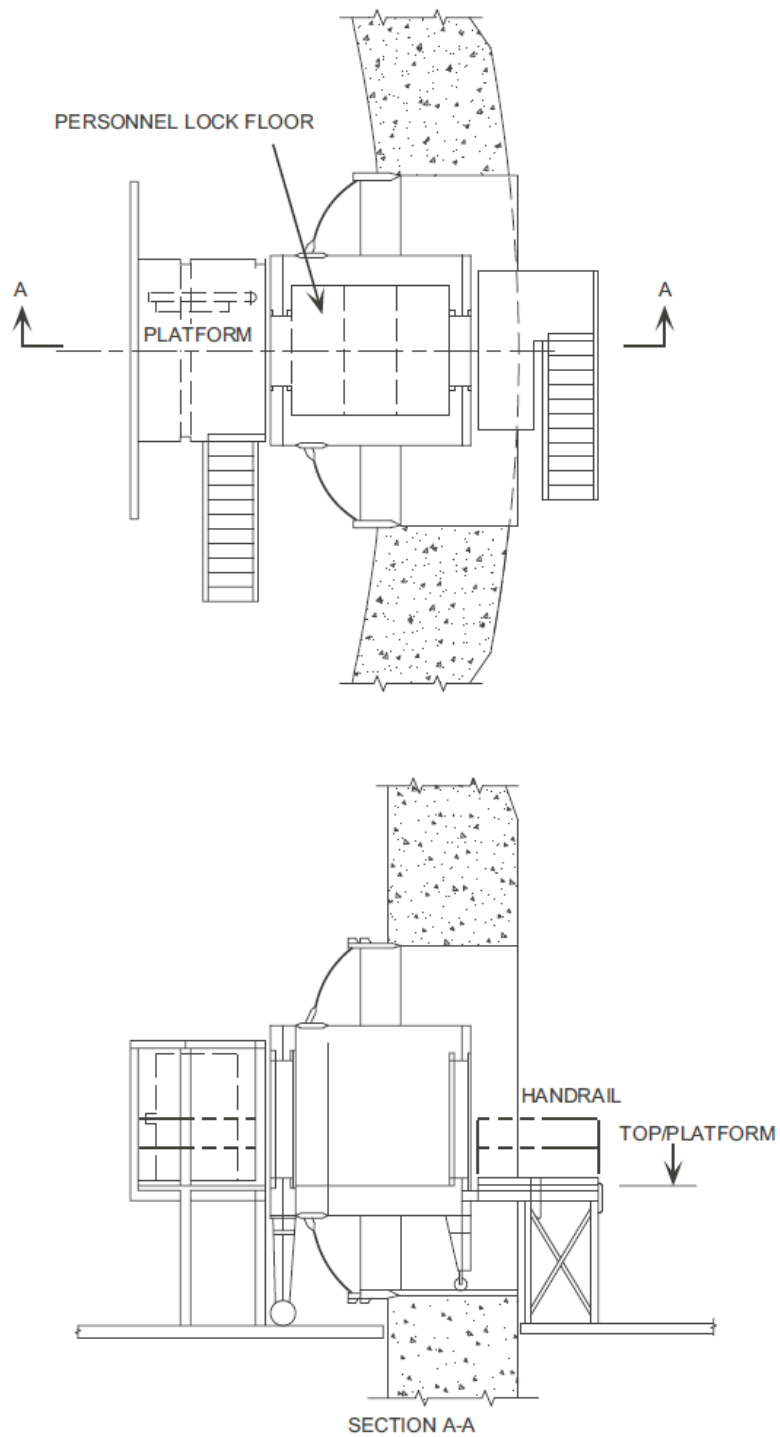 PERSONNEL LOCK FLOOR
A
A
PLATFORM
HANDRAIL
TOP/PLATFORM
SECTION A-A